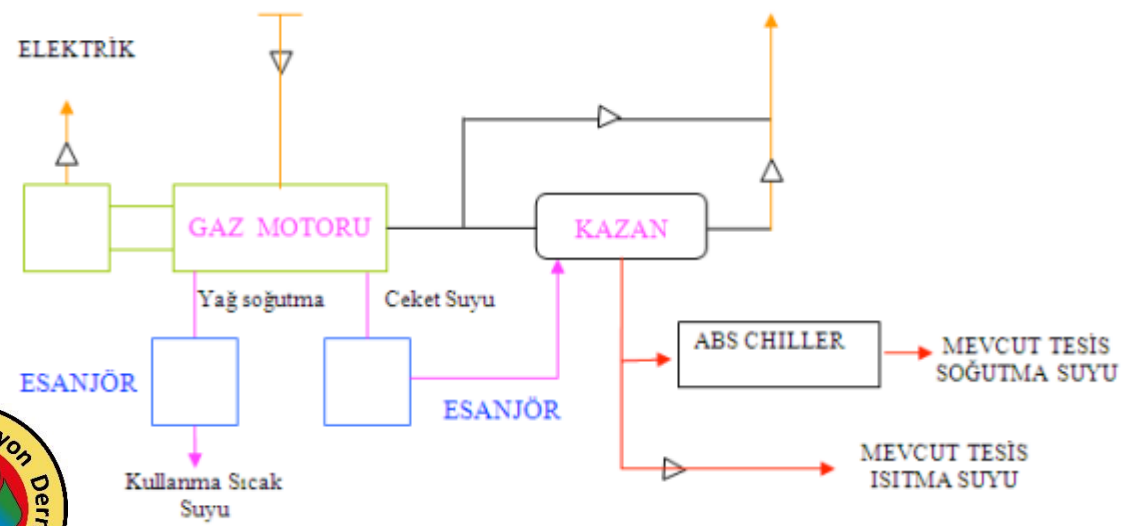 ELEKTRİK
GAZ MOTORU
KAZAN
Yağ soğutma
Ceket Suyu
ABS CHILLER
MEVCUT TESİS
SOĞUTMA SUYU
ESANJÖR
ESANJÖR
MEVCUT TESİS
ISITMA SUYU
Kullanma Sıcak
Suyu